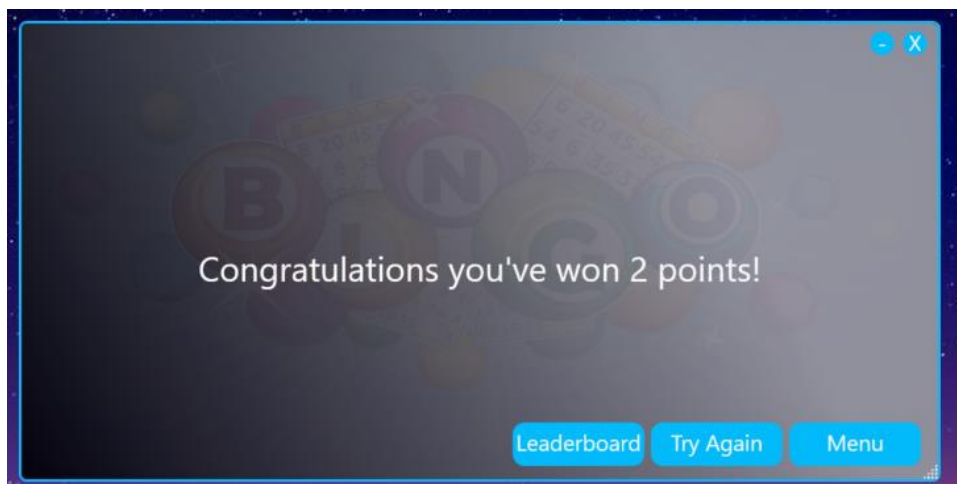 - X
B I N G O
Congratulations you've won 2 points!
Leaderboard Try Again Menu